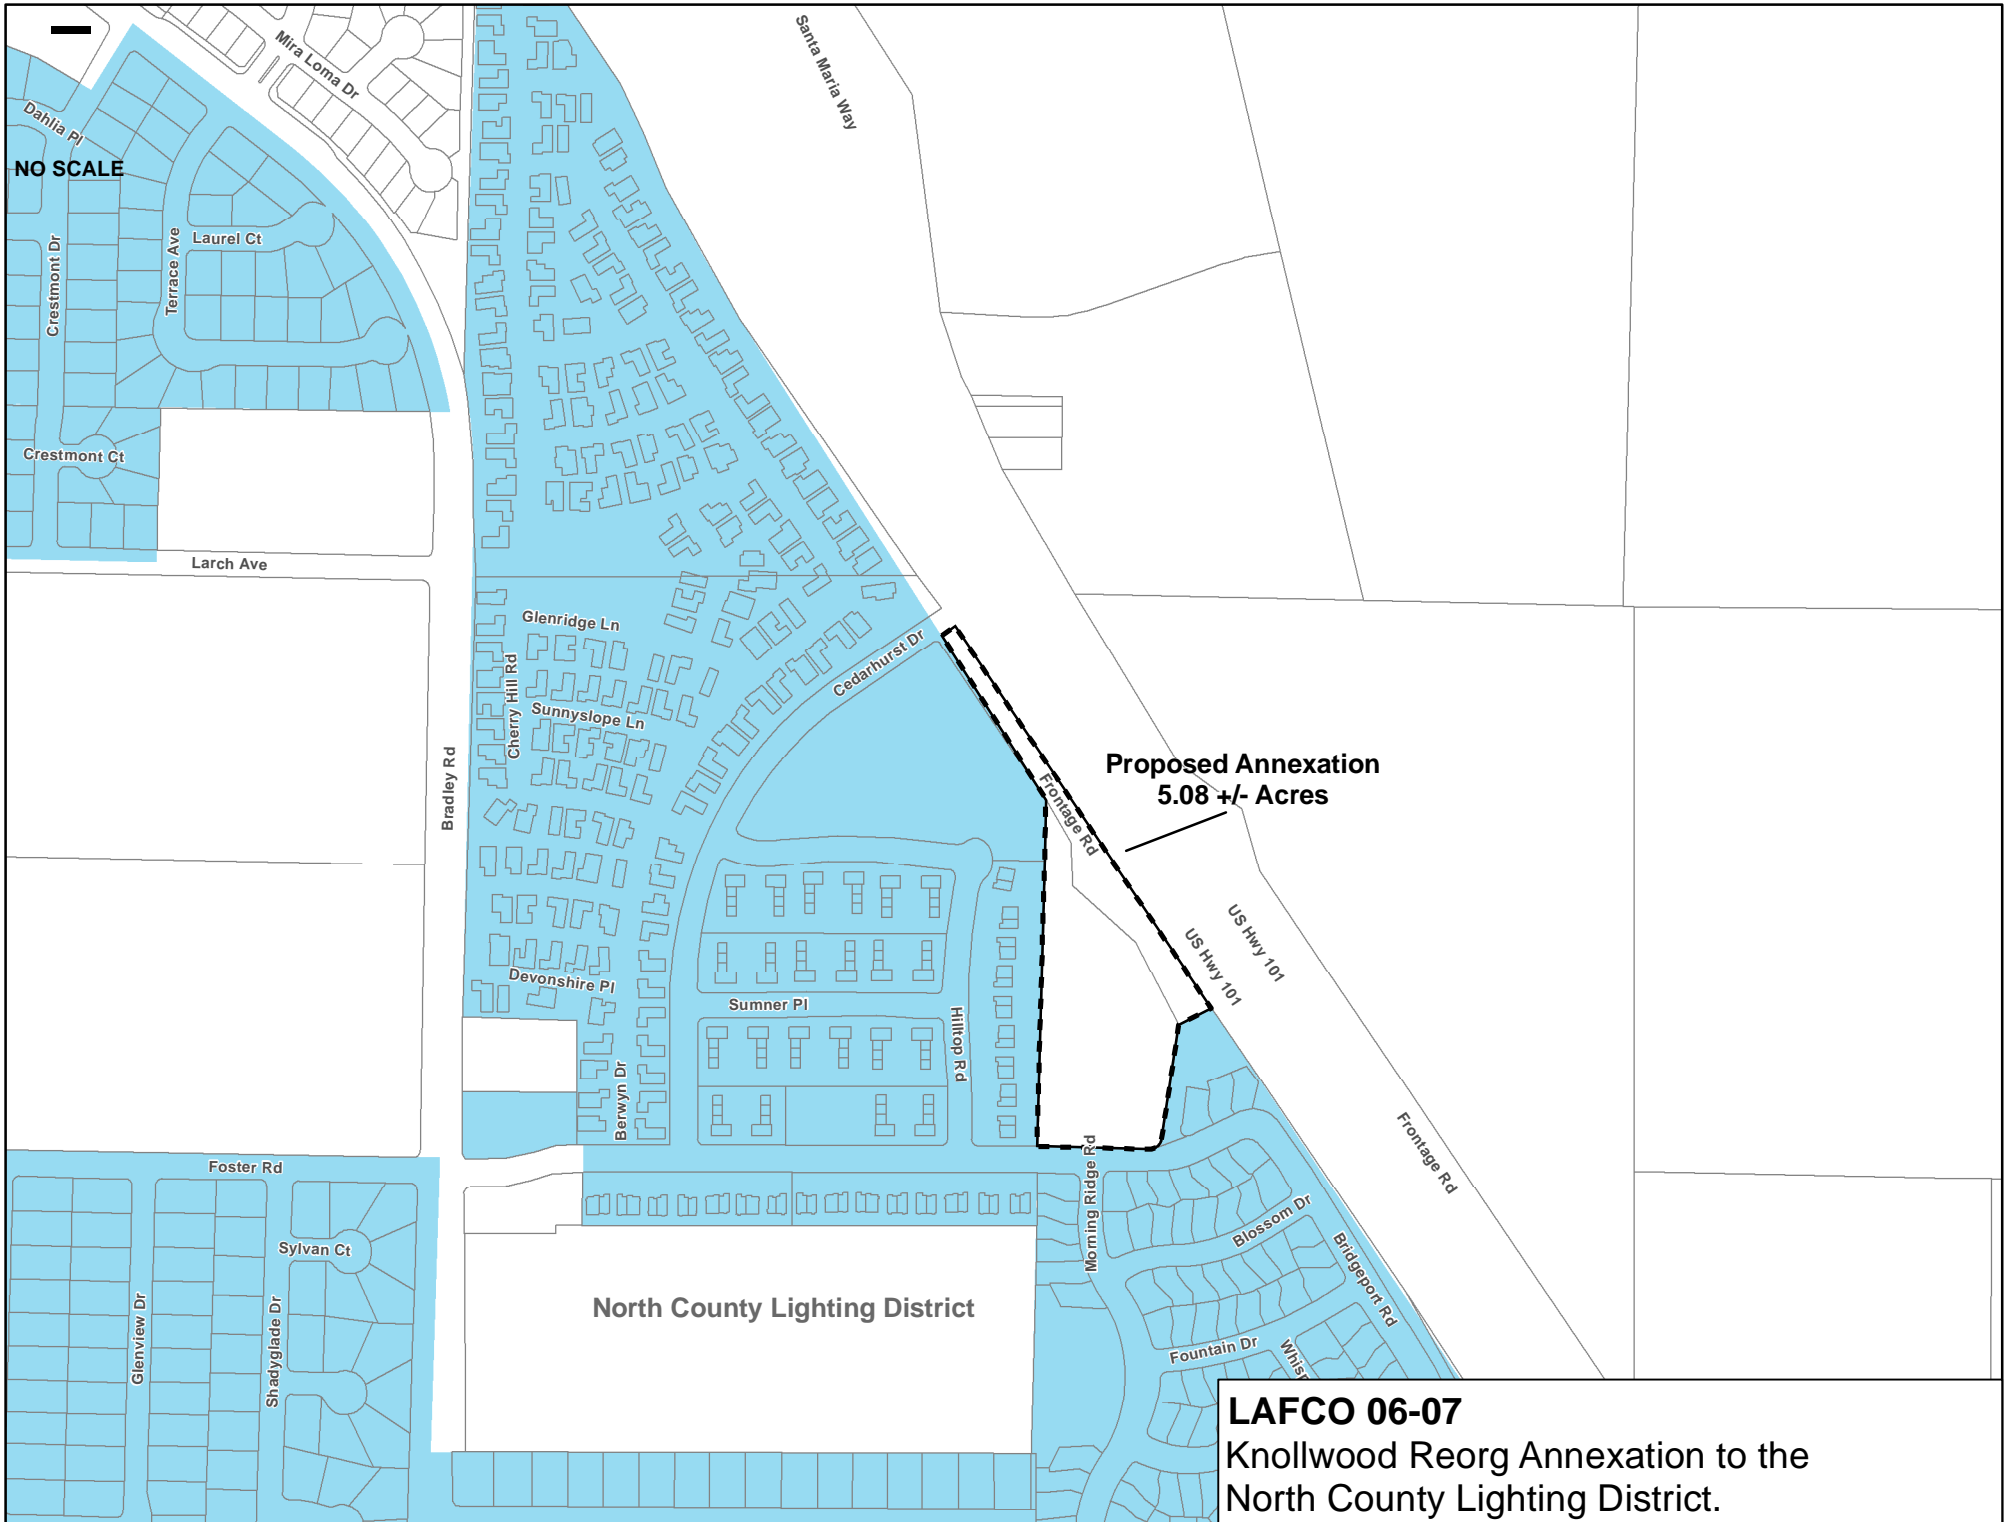 Mira Loma Dr
Santa Maria Way
Dahlia Pl
NO SCALE
Laurel Ct
Crestmont Dr
Terrace Ave
Crestmont Ct
Larch Ave
Glenridge Ln
Cedarhurst Dr
Cherry Hill Rd
Sunnyslope Ln
Bradley Rd
Proposed Annexation
5.08 +/- Acres
Frontage Rd
US Hwy 101
US Hwy 101
Devonshire Pl
Sumner Pl
Hilltop Rd
Berwyn Dr
Frontage Rd
Foster Rd
Morning Ridge Rd
Blossom Dr
Sylvan Ct
Bridgeport Rd
North County Lighting District
Glenview Dr
Shadyglade Dr
Fountain Dr
Whisp
LAFCO 06-07
Knollwood Reorg Annexation to the
North County Lighting District.